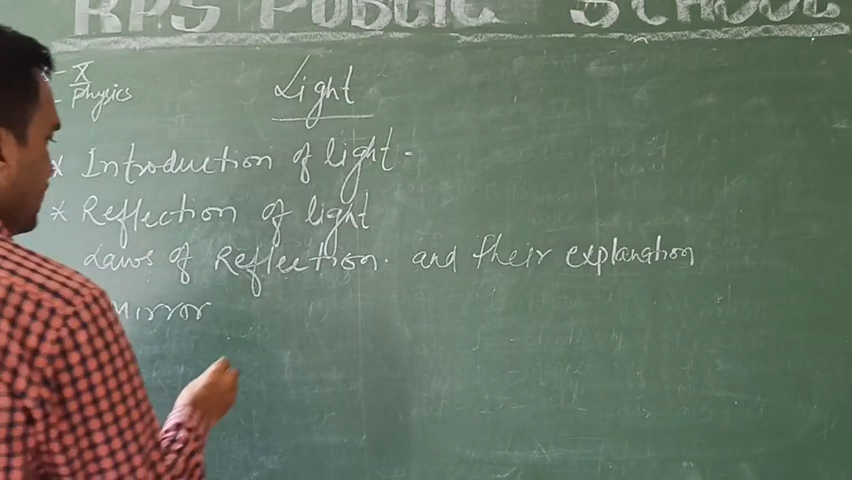 RPS PUBLIC SCHOOL
- X
- Physics
Light
* Introduction of light -
* Reflection of light
Laws of Reflection. and their explanation
Mirror